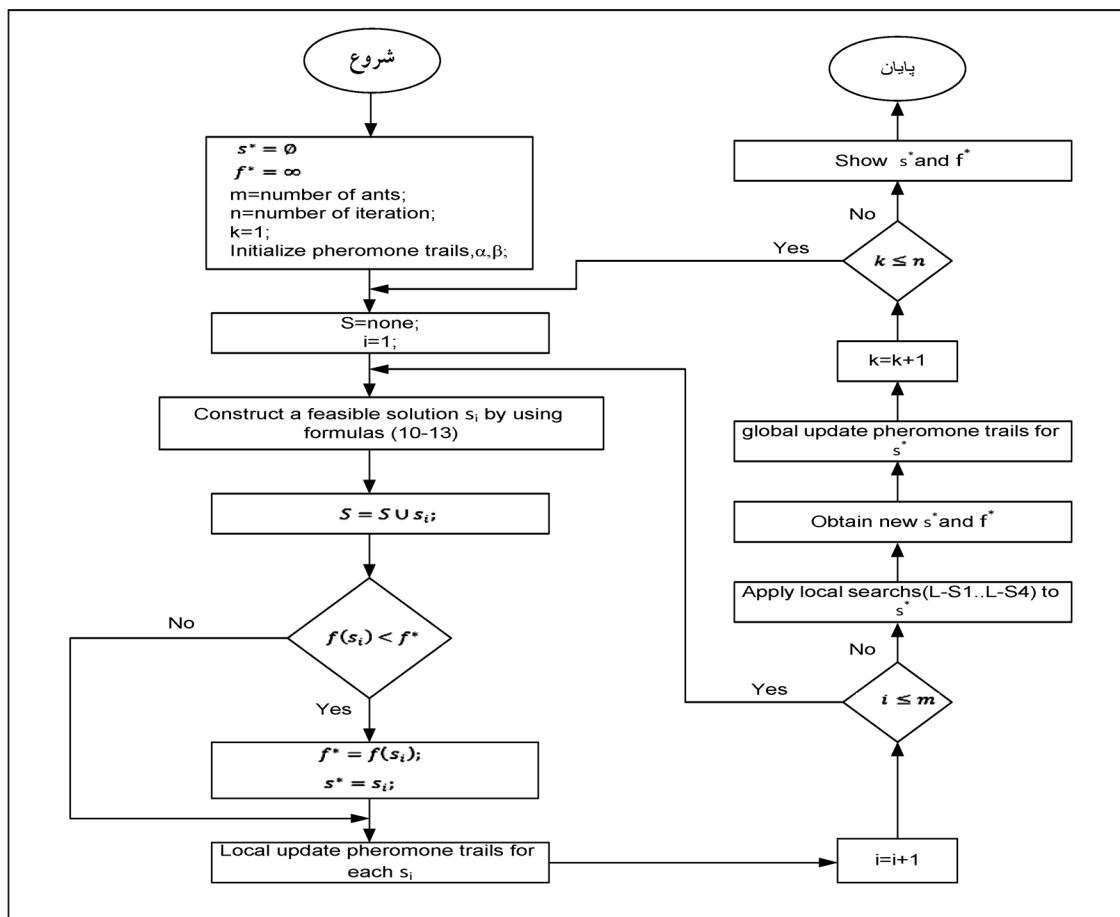 شروع
s* = ∅
f* = ∞
m=number of ants;
n=number of iteration;
k=1;
Initialize pheromone trails,α,β;
S=none;
i=1;
Construct a feasible solution sᵢ by using
formulas (10-13)
S = S ∪ sᵢ;
f(sᵢ) < f*
No
Yes
f* = f(sᵢ);
s* = sᵢ;
Local update pheromone trails for
each sᵢ
i=i+1
i ≤ m
Yes
No
Apply local searchs(L-S1..L-S4) to
s*
Obtain new s*and f*
global update pheromone trails for
s*
k=k+1
k ≤ n
Yes
No
Show s*and f*
پایان